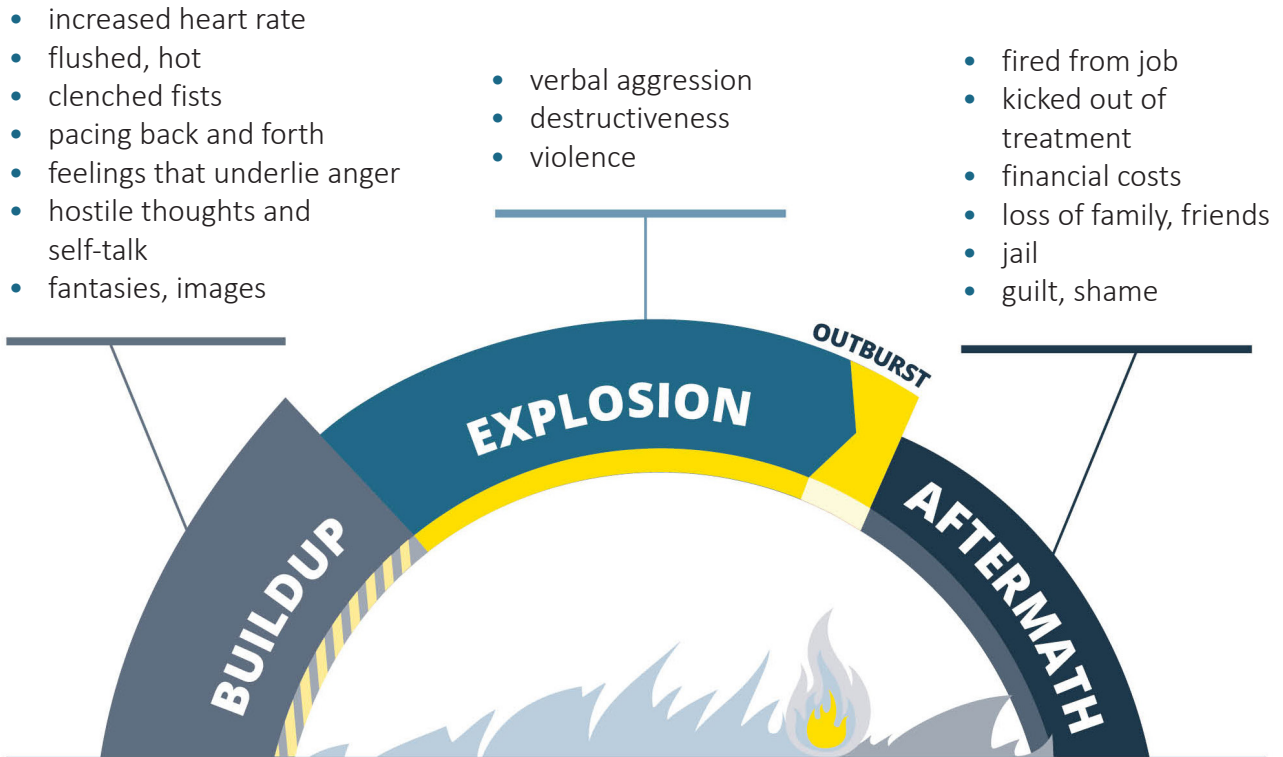 • increased heart rate
• flushed, hot
• clenched fists
• pacing back and forth
• feelings that underlie anger
• hostile thoughts and
self-talk
• fantasies, images
• verbal aggression
• destructiveness
• violence
• fired from job
• kicked out of
treatment
• financial costs
• loss of family, friends
• jail
• guilt, shame
BUILDUP
EXPLOSION
OUTBURST
AFTERMATH